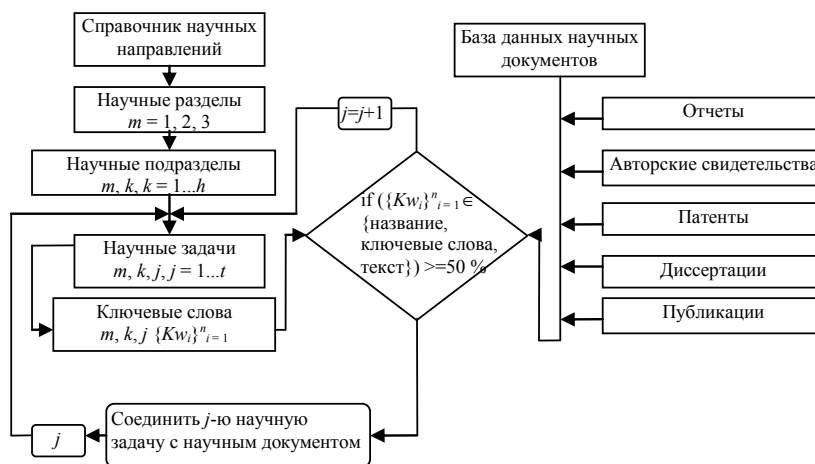 Справочник научных
направлений
Научные разделы
m = 1, 2, 3
Научные подразделы
m, k, k = 1...h
Научные задачи
m, k, j, j = 1...t
Ключевые слова
m, k, j {Kwᵢ}ⁿᵢ₌₁
j=j+1
if ({Kwᵢ}ⁿᵢ₌₁∈
{название,
ключевые слова,
текст}) >=50 %
База данных научных
документов
Отчеты
Авторские свидетельства
Патенты
Диссертации
Публикации
Соединить j-ю научную
задачу с научным документом
j